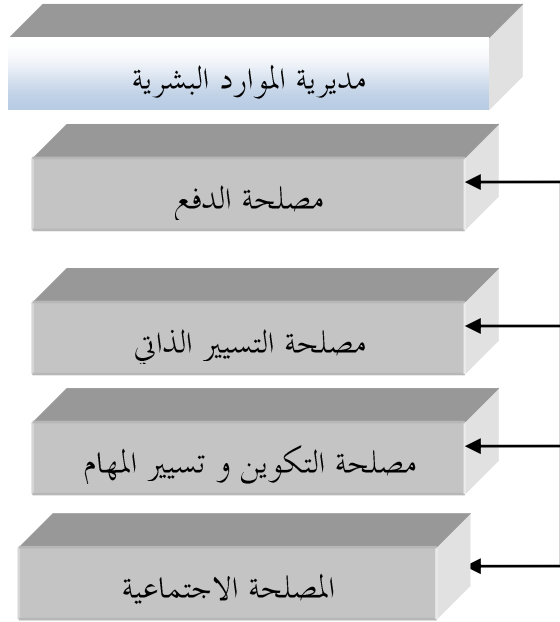 مديرية الموارد البشرية
مصلحة الدفع
مصلحة التسيير الذاتي
مصلحة التكوين و تسيير المهام
المصلحة الاجتماعية